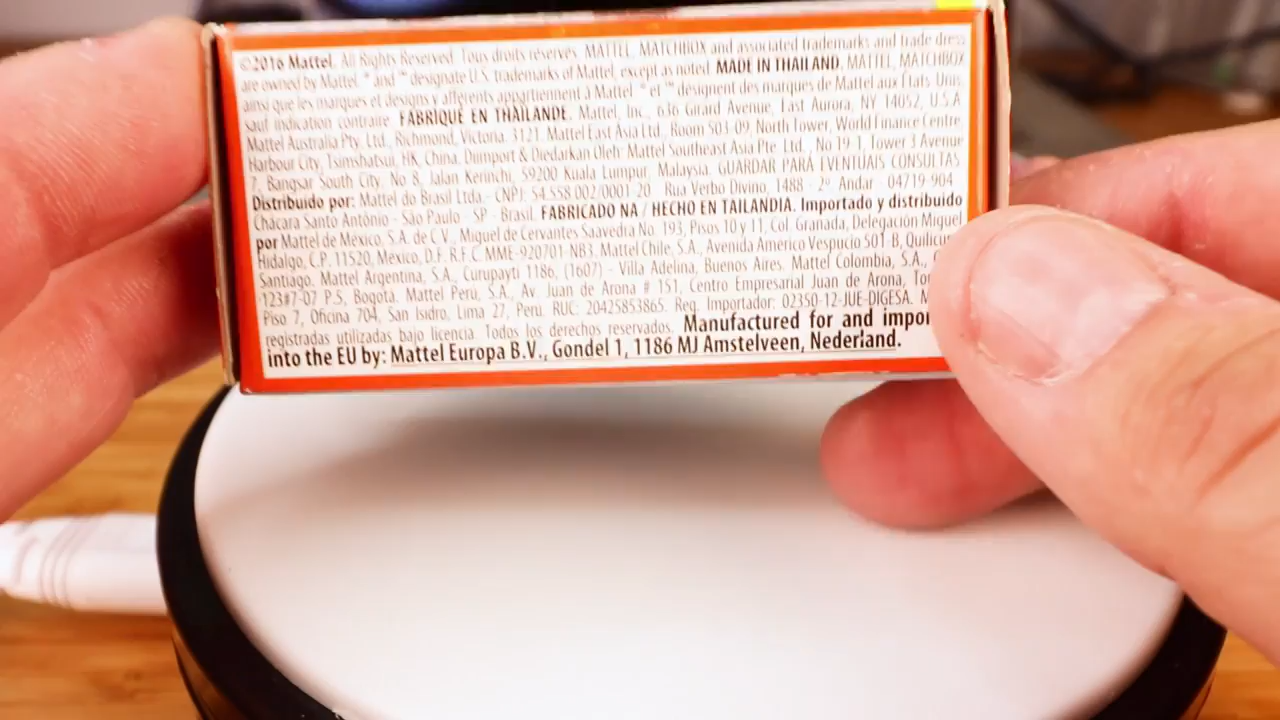 ©2016 Mattel. All Rights Reserved. Tous droits réservés. MATTEL, MATCHBOX and associated trademarks and trade dress
are owned by Mattel. ® and ™ designate U.S. trademarks of Mattel, except as noted. MADE IN THAILAND. MATTEL, MATCHBOX
ainsi que les marques et designs y afférents appartiennent à Mattel. ® et ™ désignent des marques de Mattel aux États-Unis,
sauf indication contraire. FABRIQUÉ EN THAÏLANDE. Mattel, Inc., 636 Girard Avenue, East Aurora, NY 14052, U.S.A.
Mattel Australia Pty. Ltd., Richmond, Victoria. 3121. Mattel East Asia Ltd., Room 503-09, North Tower, World Finance Centre,
Harbour City, Tsimshatsui, HK, China. Diimport & Diedarkan Oleh: Mattel Southeast Asia Pte. Ltd., No 19-1, Tower 3 Avenue
7, Bangsar South City, No 8, Jalan Kerinchi, 59200 Kuala Lumpur, Malaysia. GUARDAR PARA EVENTUAIS CONSULTAS.
Distribuido por: Mattel do Brasil Ltda.- CNPJ: 54.558.002/0001-20 Rua Verbo Divino, 1488 - 2º Andar 04719-904
Chácara Santo Antônio - São Paulo - SP - Brasil. FABRICADO NA / HECHO EN TAILANDIA. Importado y distribuido
por Mattel de México, S.A. de C.V., Miguel de Cervantes Saavedra No. 193, Pisos 10 y 11, Col. Granada, Delegación Miguel
Hidalgo, C.P. 11520, México, D.F. R.F.C. MME-920701-NB3. Mattel Chile, S.A., Avenida Américo Vespucio 501-B, Quilicu
Santiago. Mattel Argentina, S.A., Curupayti 1186, (1607) - Villa Adelina, Buenos Aires. Mattel Colombia, S.A.,
123#7-07 P.5, Bogotá. Mattel Perú, S.A., Av. Juan de Arona # 151, Centro Empresarial Juan de Arona, To
Piso 7, Oficina 704, San Isidro, Lima 27, Perú. RUC: 20425853865. Reg. Importador: 02350-12-JUE-DIGESA. M
registradas utilizadas bajo licencia. Todos los derechos reservados. Manufactured for and impor
into the EU by: Mattel Europa B.V., Gondel 1, 1186 MJ Amstelveen, Nederland.